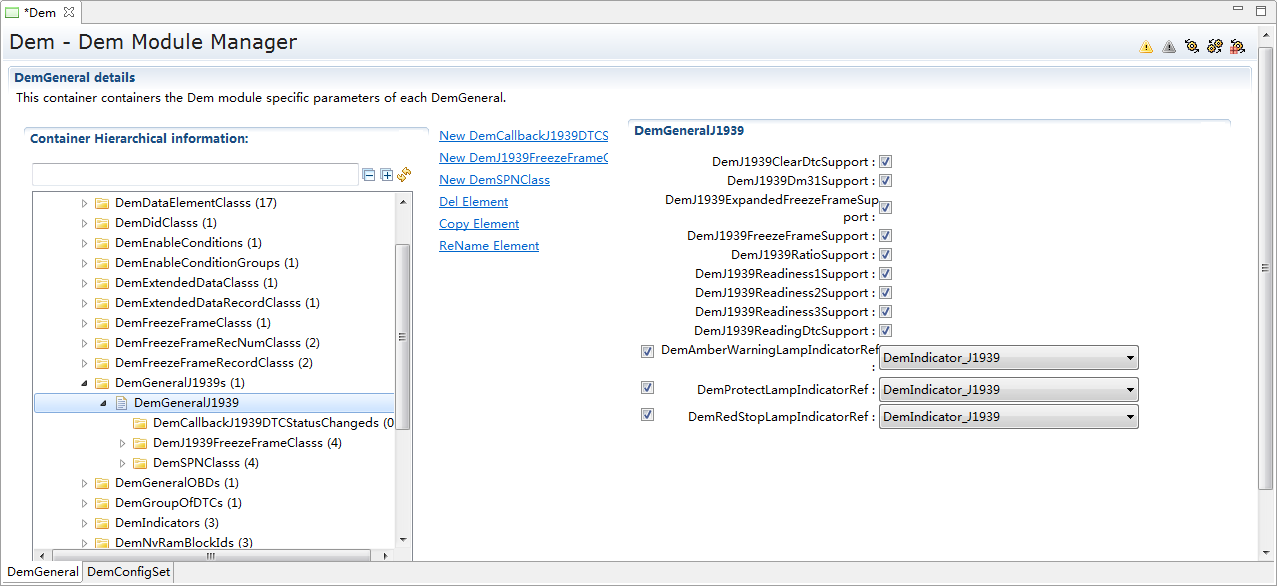 *Dem
Dem - Dem Module Manager
DemGeneral details
This container containers the Dem module specific parameters of each DemGeneral.
Container Hierarchical information:
DemDataElementClasss (17)
DemDidClasss (1)
DemEnableConditions (1)
DemEnableConditionGroups (1)
DemExtendedDataClasss (1)
DemExtendedDataRecordClasss (1)
DemFreezeFrameClasss (1)
DemFreezeFrameRecNumClasss (2)
DemFreezeFrameRecordClasss (2)
DemGeneralJ1939s (1)
DemGeneralJ1939
DemCallbackJ1939DTCStatusChangeds (0
DemJ1939FreezeFrameClasss (4)
DemSPNClasss (4)
DemGeneralOBDs (1)
DemGroupOfDTCs (1)
DemIndicators (3)
DemNvRamBlockIds (3)
New DemCallbackJ1939DTCS
New DemJ1939FreezeFrameC
New DemSPNClass
Del Element
Copy Element
ReName Element
DemGeneralJ1939
DemJ1939ClearDtcSupport :
DemJ1939Dm31Support :
DemJ1939ExpandedFreezeFrameSup
port :
DemJ1939FreezeFrameSupport :
DemJ1939RatioSupport :
DemJ1939Readiness1Support :
DemJ1939Readiness2Support :
DemJ1939Readiness3Support :
DemJ1939ReadingDtcSupport :
DemAmberWarningLampIndicatorRef
: DemIndicator_J1939
DemProtectLampIndicatorRef : DemIndicator_J1939
DemRedStopLampIndicatorRef : DemIndicator_J1939
DemGeneral DemConfigSet